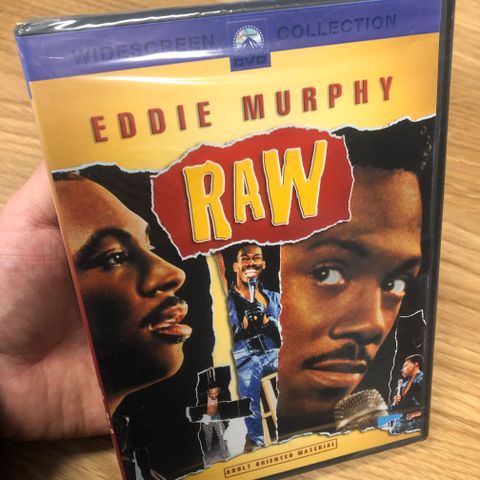 WIDESCREEN COLLECTION
DVD
EDDIE MURPHY
RAW
ADULT ORIENTED MATERIAL